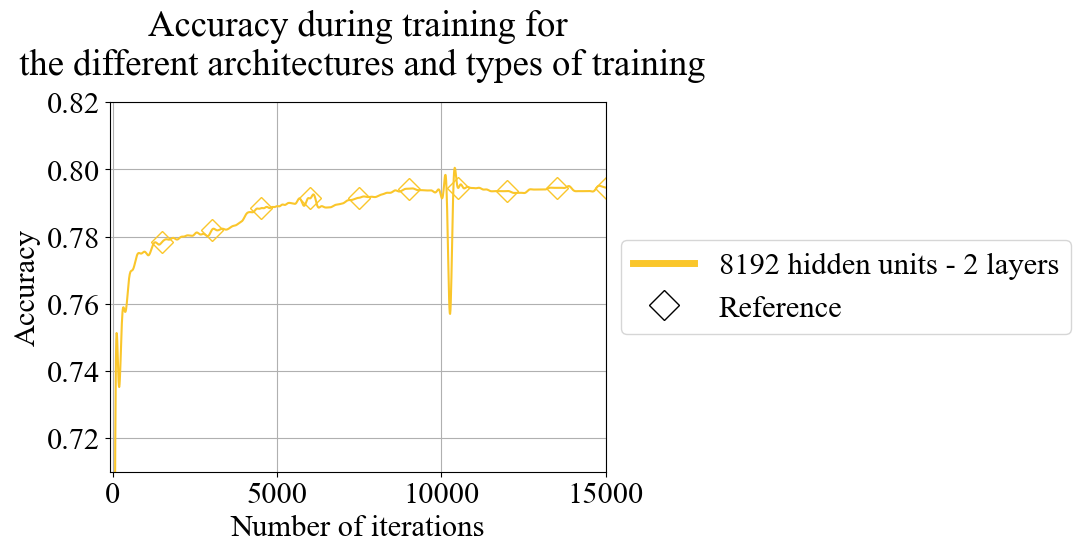 Accuracy during training for
the different architectures and types of training
0.82
0.80
0.78
0.76
0.74
0.72
Accuracy
0
5000
10000
15000
Number of iterations
8192 hidden units - 2 layers
Reference